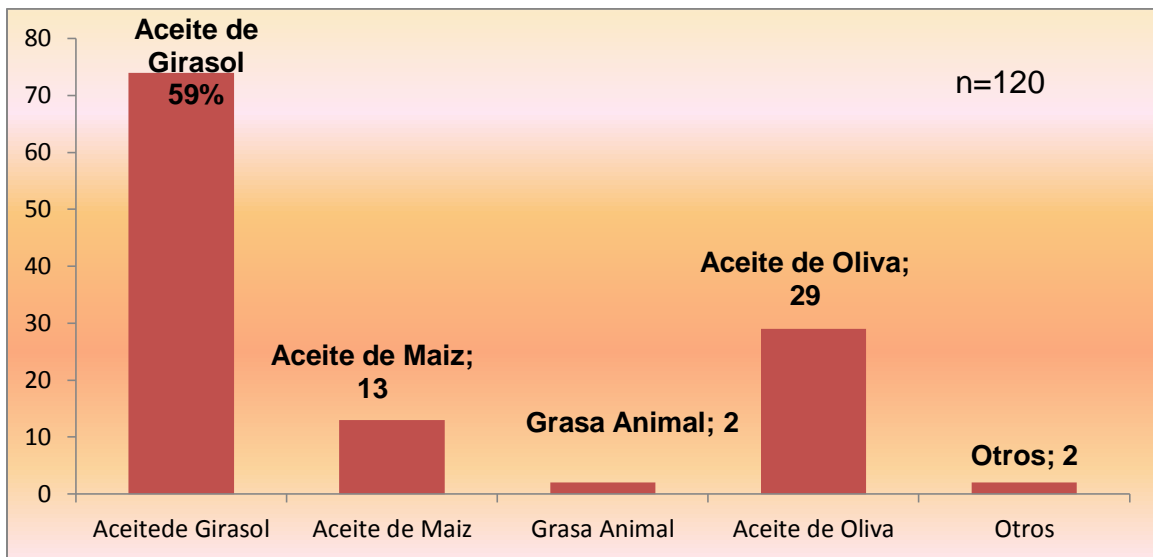 Aceite de
Girasol
59%
n=120
80
70
60
50
40
30
20
10
0
Aceite de Maiz;
13
Grasa Animal; 2
Aceite de Oliva;
29
Otros; 2
Aceitede Girasol
Aceite de Maiz
Grasa Animal
Aceite de Oliva
Otros